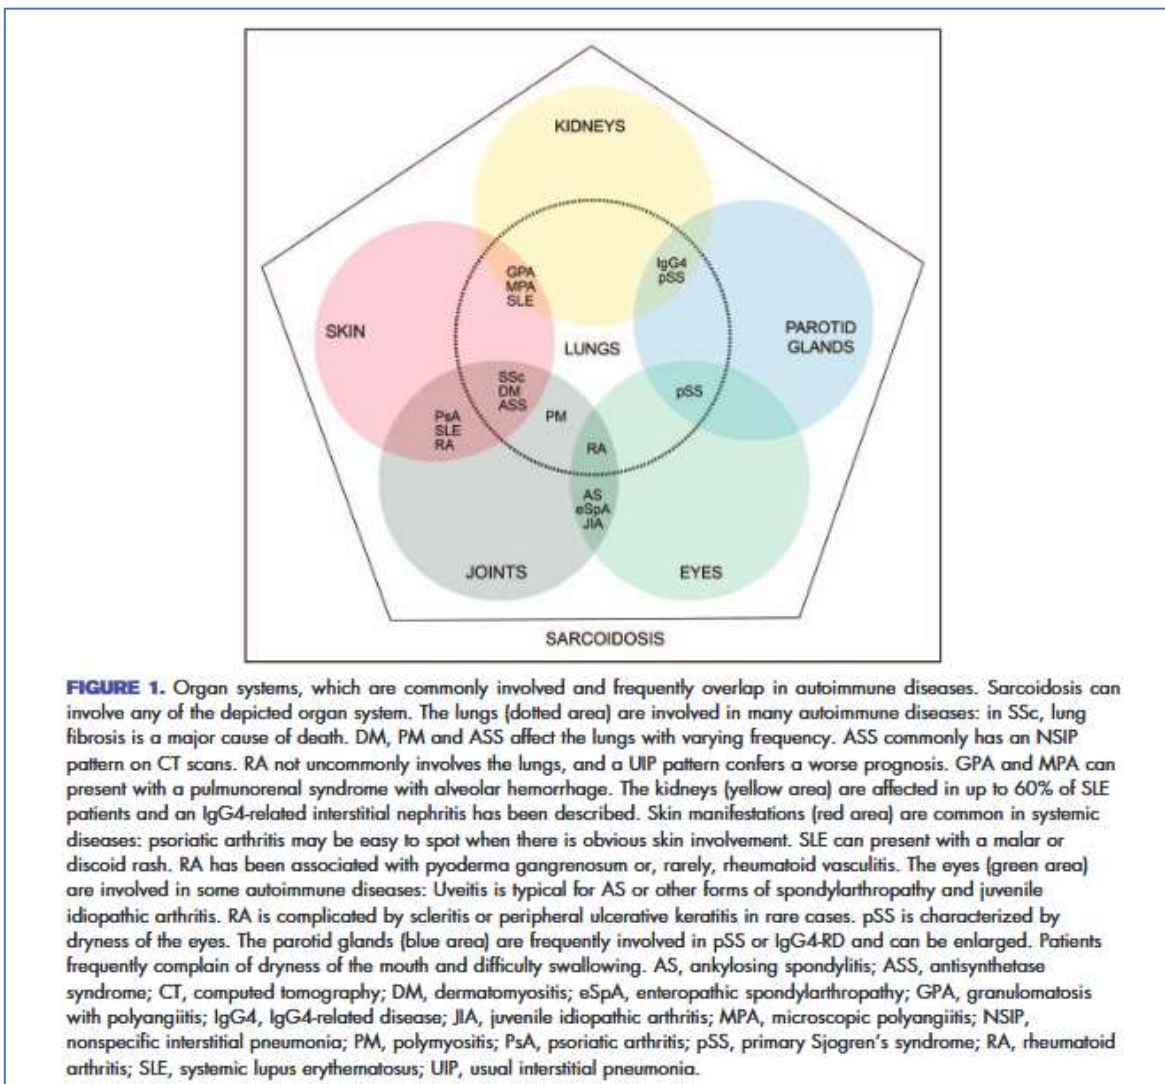 KIDNEYS
IgG4
pSS
GPA
MPA
SLE
SKIN
PAROTID
GLANDS
LUNGS
SSc
DM
ASS
pSS
PM
PsA
SLE
RA
RA
AS
eSpA
JIA
JOINTS
EYES
SARCOIDOSIS
FIGURE 1. Organ systems, which are commonly involved and frequently overlap in autoimmune diseases. Sarcoidosis can
involve any of the depicted organ system. The lungs (dotted area) are involved in many autoimmune diseases: in SSc, lung
fibrosis is a major cause of death. DM, PM and ASS affect the lungs with varying frequency. ASS commonly has an NSIP
pattern on CT scans. RA not uncommonly involves the lungs, and a UIP pattern confers a worse prognosis. GPA and MPA can
present with a pulmunorenal syndrome with alveolar hemorrhage. The kidneys (yellow area) are affected in up to 60% of SLE
patients and an IgG4-related interstitial nephritis has been described. Skin manifestations (red area) are common in systemic
diseases: psoriatic arthritis may be easy to spot when there is obvious skin involvement. SLE can present with a malar or
discoid rash. RA has been associated with pyoderma gangrenosum or, rarely, rheumatoid vasculitis. The eyes (green area)
are involved in some autoimmune diseases: Uveitis is typical for AS or other forms of spondylarthropathy and juvenile
idiopathic arthritis. RA is complicated by scleritis or peripheral ulcerative keratitis in rare cases. pSS is characterized by
dryness of the eyes. The parotid glands (blue area) are frequently involved in pSS or IgG4-RD and can be enlarged. Patients
frequently complain of dryness of the mouth and difficulty swallowing. AS, ankylosing spondylitis; ASS, antisynthetase
syndrome; CT, computed tomography; DM, dermatomyositis; eSpA, enteropathic spondylarthropathy; GPA, granulomatosis
with polyangiitis; IgG4, IgG4-related disease; JIA, juvenile idiopathic arthritis; MPA, microscopic polyangiitis; NSIP,
nonspecific interstitial pneumonia; PM, polymyositis; PsA, psoriatic arthritis; pSS, primary Sjogren's syndrome; RA, rheumatoid
arthritis; SLE, systemic lupus erythematosus; UIP, usual interstitial pneumonia.